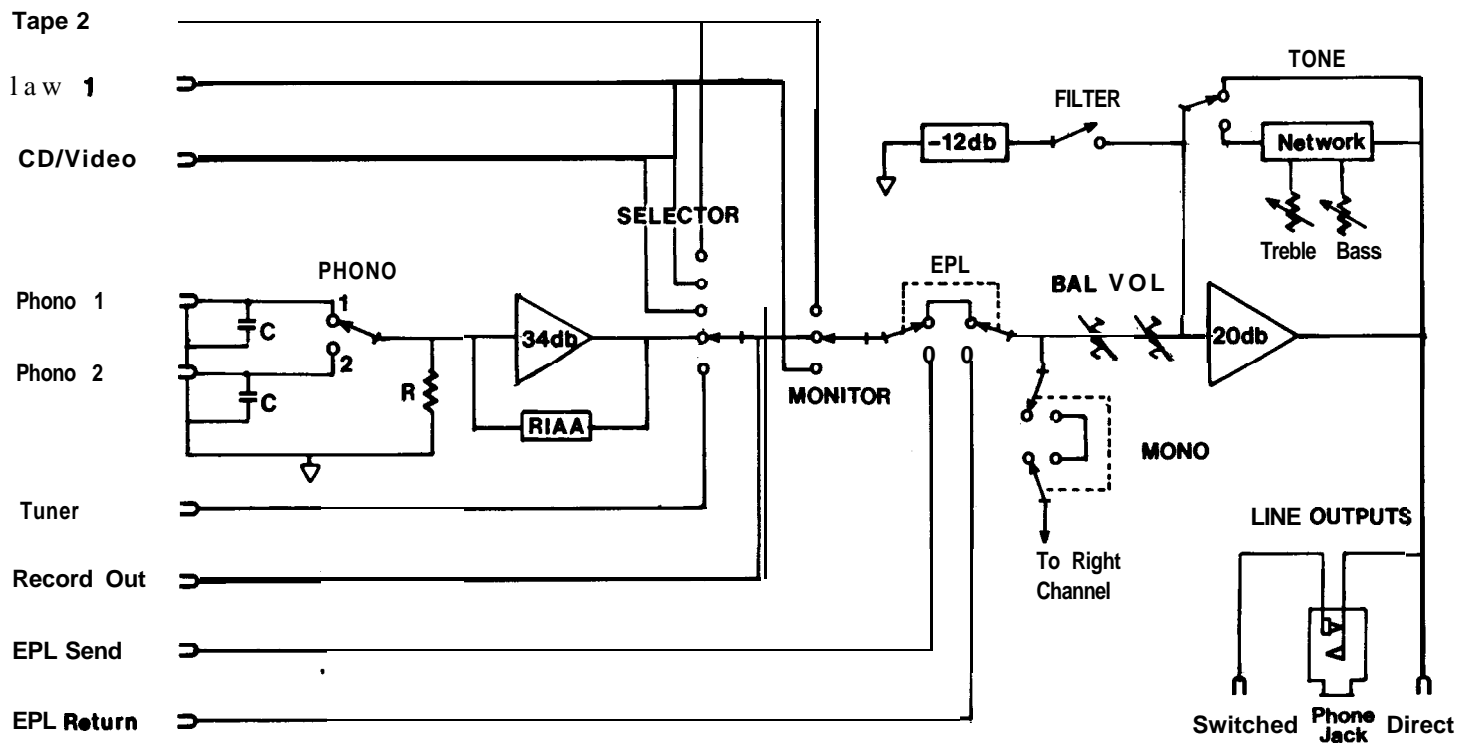 Tape 2
law 1
CD/Video
Phono 1
Phono 2
Tuner
Record Out
EPL Send
EPL Return
PHONO
1
2
C
C
R
34db
RIAA
SELECTOR
MONITOR
EPL
BAL VOL
MONO
To Right
Channel
-12db
FILTER
TONE
Network
Treble Bass
20db
LINE OUTPUTS
Switched
Phone
Jack
Direct